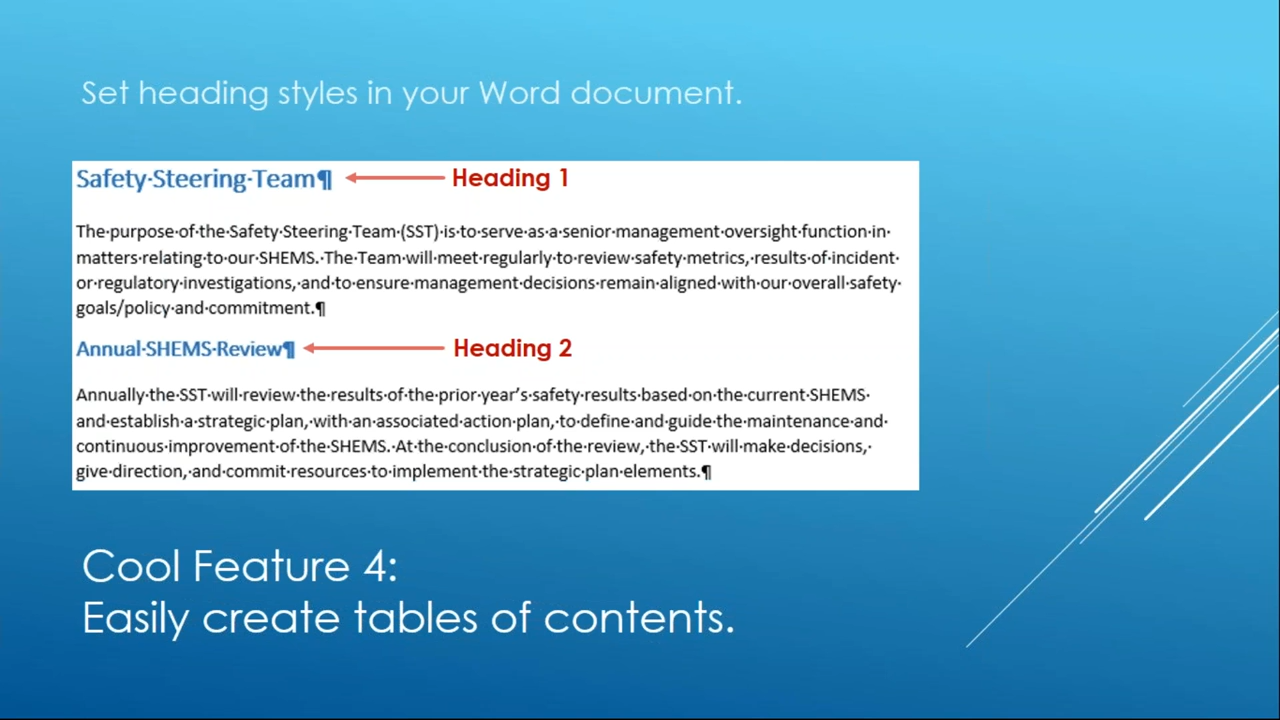 Set heading styles in your Word document.
Safety·Steering·Team¶ Heading 1
The·purpose·of·the·Safety·Steering·Team·(SST)·is·to·serve·as·a·senior·management·oversight·function·in·
matters·relating·to·our·SHEMS.·The·Team·will·meet·regularly·to·review·safety·metrics,·results·of·incident·
or·regulatory·investigations,·and·to·ensure·management·decisions·remain·aligned·with·our·overall·safety·
goals/policy·and·commitment.¶
Annual·SHEMS·Review¶ Heading 2
Annually·the·SST·will·review·the·results·of·the·prior·year’s·safety·results·based·on·the·current·SHEMS·
and·establish·a·strategic·plan,·with·an·associated·action·plan,·to·define·and·guide·the·maintenance·and·
continuous·improvement·of·the·SHEMS.·At·the·conclusion·of·the·review,·the·SST·will·make·decisions,·
give·direction,·and·commit·resources·to·implement·the·strategic·plan·elements.¶
Cool Feature 4:
Easily create tables of contents.